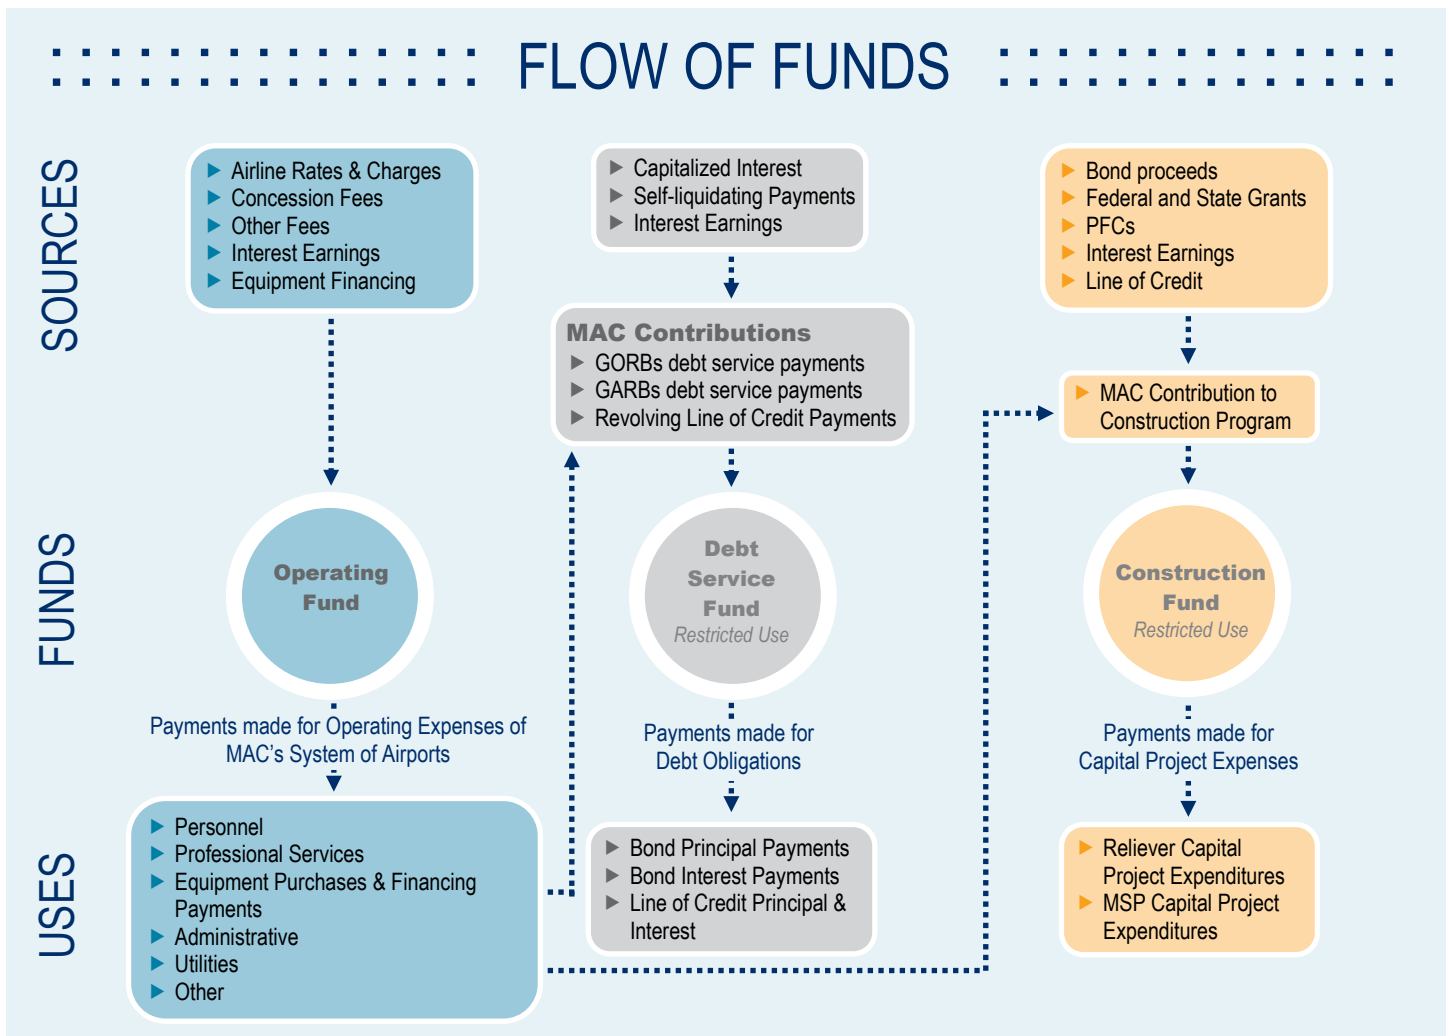 FLOW OF FUNDS
SOURCES
Airline Rates & Charges
Concession Fees
Other Fees
Interest Earnings
Equipment Financing
Capitalized Interest
Self-liquidating Payments
Interest Earnings
MAC Contributions
GORBs debt service payments
GARBs debt service payments
Revolving Line of Credit Payments
Bond proceeds
Federal and State Grants
PFCs
Interest Earnings
Line of Credit
MAC Contribution to
Construction Program
FUNDS
Operating
Fund
Debt
Service
Fund
Restricted Use
Construction
Fund
Restricted Use
Payments made for Operating Expenses of
MAC’s System of Airports
Payments made for
Debt Obligations
Payments made for
Capital Project Expenses
USES
Personnel
Professional Services
Equipment Purchases & Financing
Payments
Administrative
Utilities
Other
Bond Principal Payments
Bond Interest Payments
Line of Credit Principal &
Interest
Reliever Capital
Project Expenditures
MSP Capital Project
Expenditures